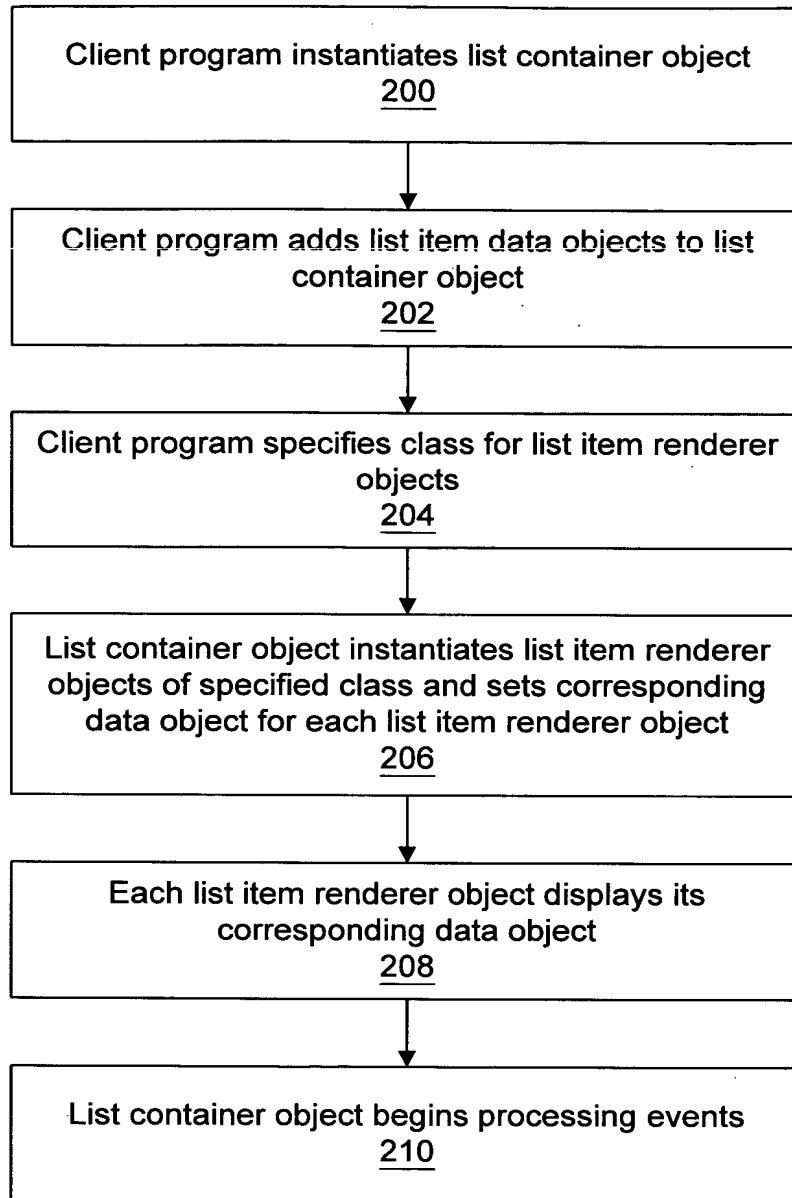 Client program instantiates list container object
200
Client program adds list item data objects to list
container object
202
Client program specifies class for list item renderer
objects
204
List container object instantiates list item renderer
objects of specified class and sets corresponding
data object for each list item renderer object
206
Each list item renderer object displays its
corresponding data object
208
List container object begins processing events
210